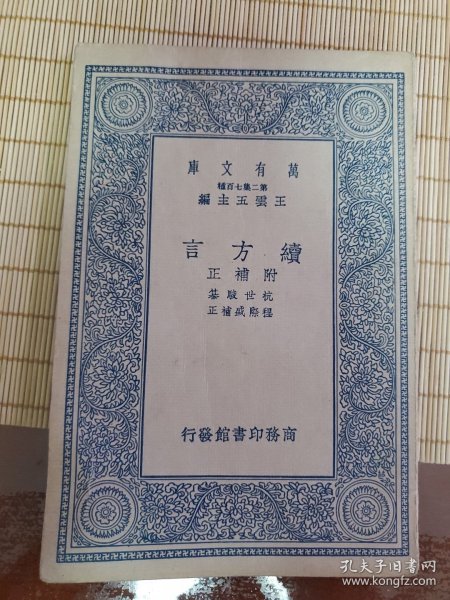 萬有文庫
第二集七百種
王雲五主編
續方言
附補正
杭世駿纂
程際盛補正
商務印書館發行
孔夫子旧书网
www.kongfz.com